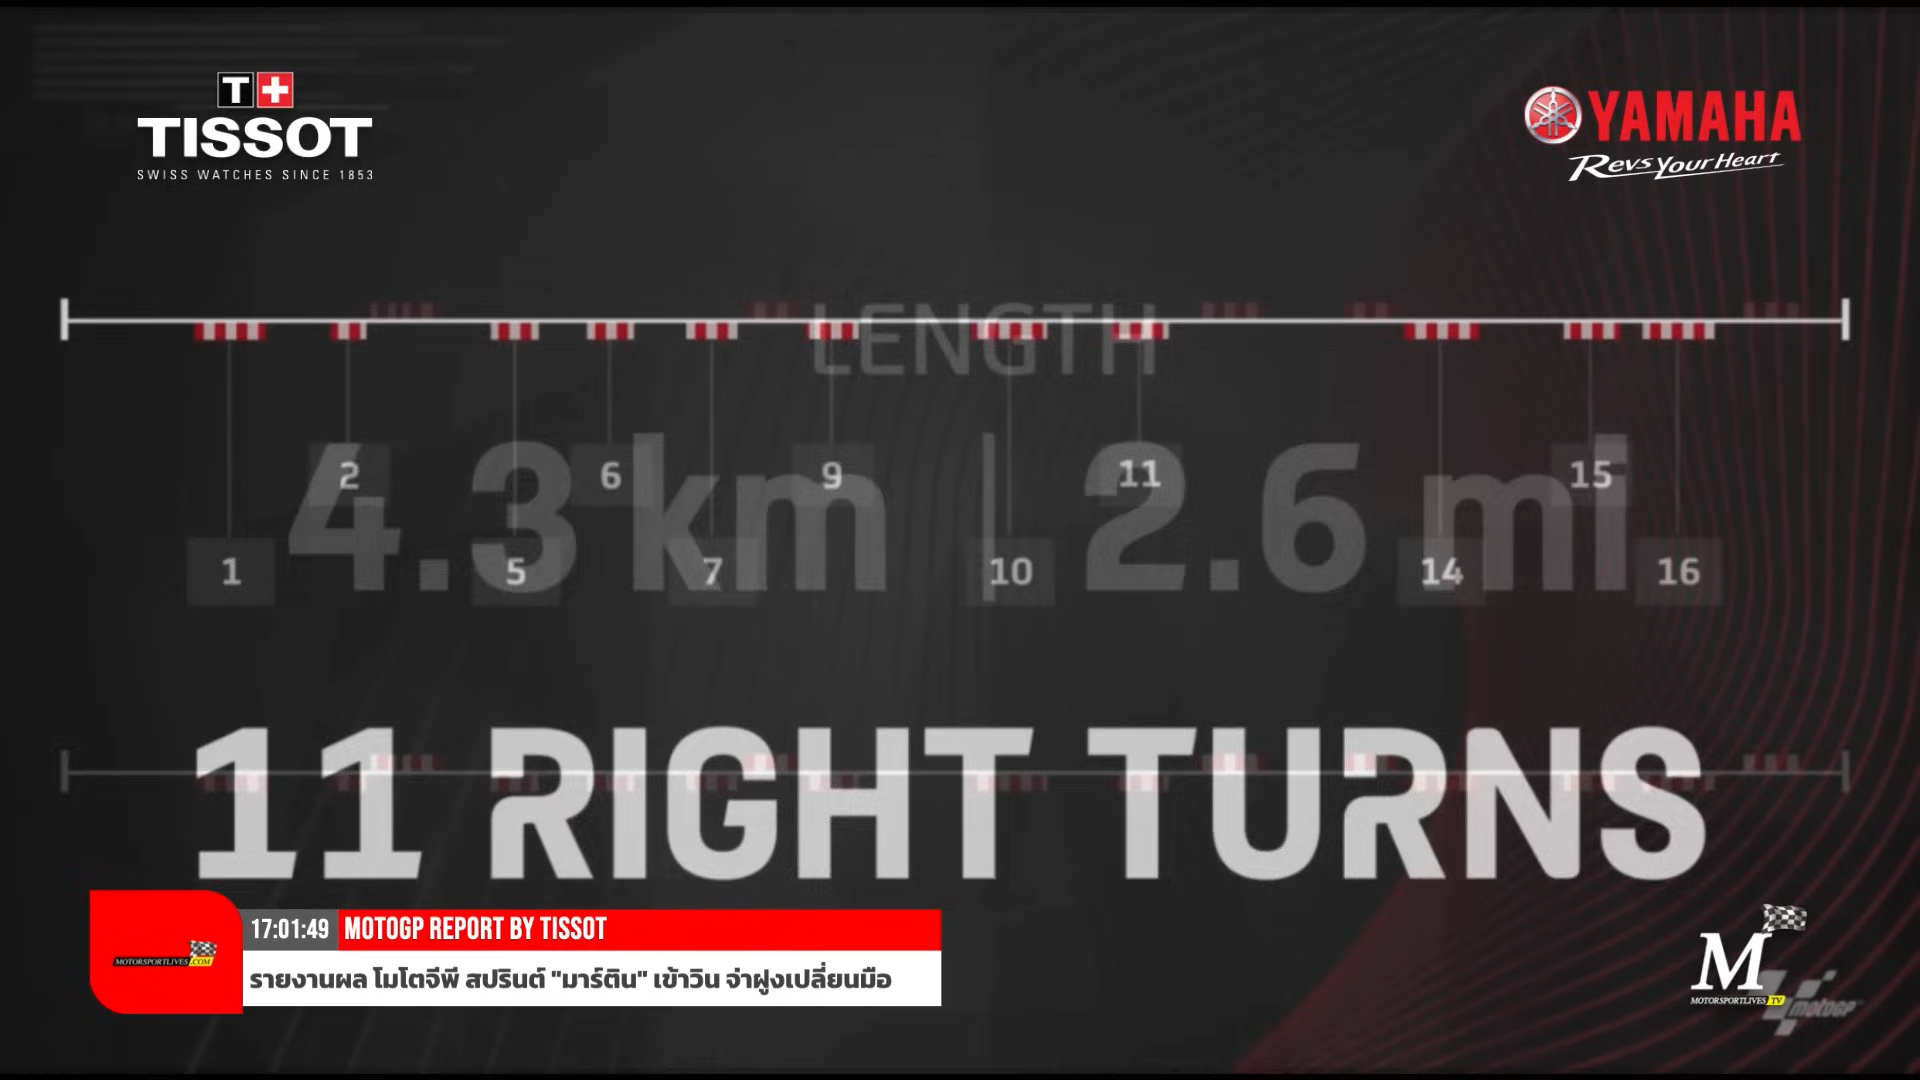 T+
TISSOT
SWISS WATCHES SINCE 1853
YAMAHA
Revs Your Heart
LENGTH
4.3 km | 2.6 mi
2 6 9 11 15
1 5 7 10 14 16
11 RIGHT TURNS
17:01:49 MOTOGP REPORT BY TISSOT
MOTORSPORTLIVES.COM
รายงานผล โมโตจีพี สปรินต์ "มาร์ติน" เข้าวิน จ่าฝูงเปลี่ยนมือ
M
MOTORSPORTLIVES TV
motoGP